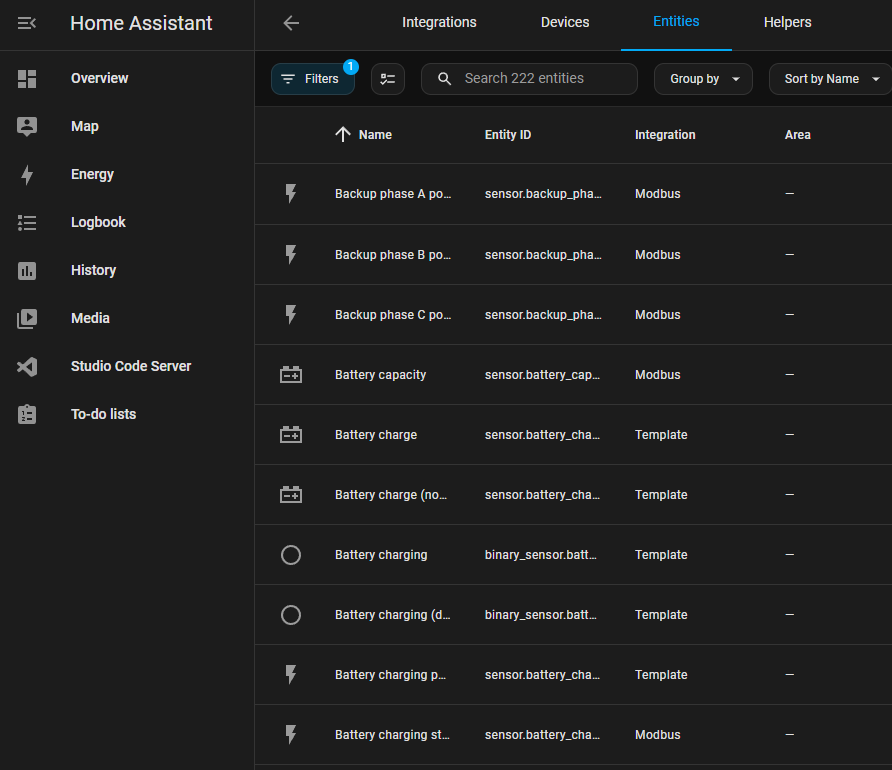 Home Assistant
Integrations Devices Entities Helpers
Overview
Map
Energy
Logbook
History
Media
Studio Code Server
To-do lists
Filters 1 Search 222 entities Group by Sort by Name
Name Entity ID Integration Area
Backup phase A po... sensor.backup_pha... Modbus —
Backup phase B po... sensor.backup_pha... Modbus —
Backup phase C po... sensor.backup_pha... Modbus —
Battery capacity sensor.battery_cap... Modbus —
Battery charge sensor.battery_cha... Template —
Battery charge (no... sensor.battery_cha... Template —
Battery charging binary_sensor.batt... Template —
Battery charging (d... binary_sensor.batt... Template —
Battery charging p... sensor.battery_cha... Template —
Battery charging st... sensor.battery_cha... Modbus —